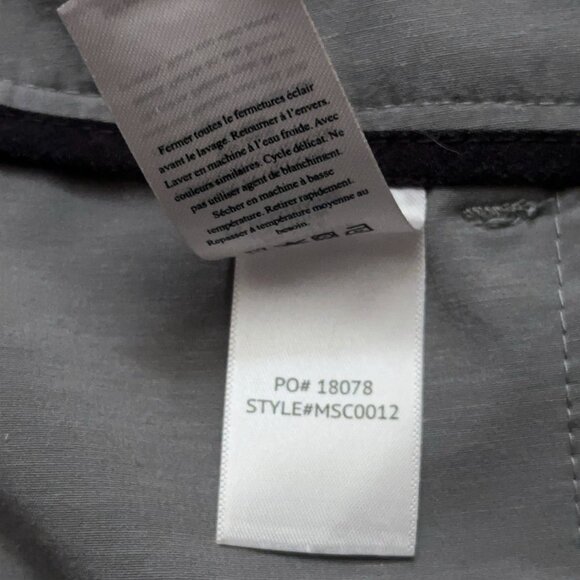 Fermer toutes le fermetures éclair
avant le lavage. Retourner à l'envers.
Laver en machine à l'eau froide. Avec
couleurs similaires. Cycle délicat. Ne
pas utiliser agent de blanchiment.
Sécher en machine à basse
température. Retirer rapidement.
Repasser à température moyenne au
besoin.
PO# 18078
STYLE#MSC0012